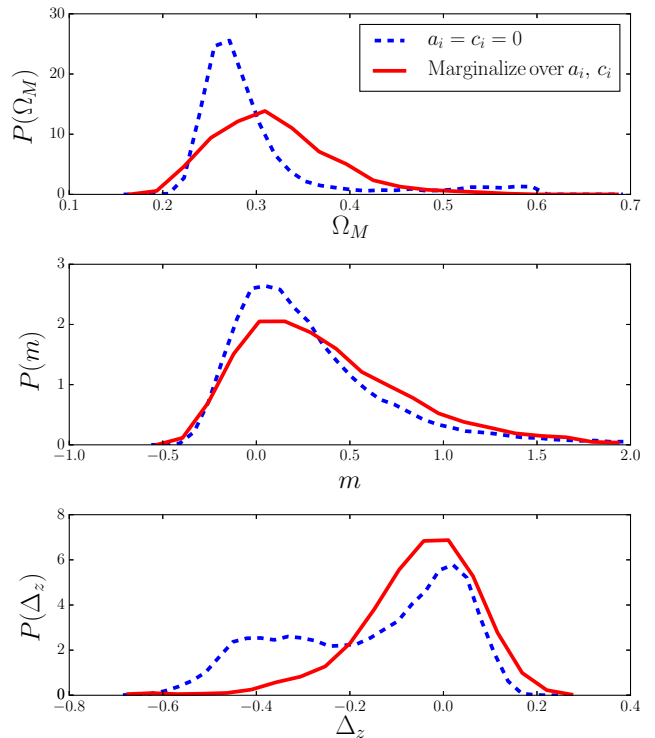 30
20
10
0
P(Ω_M)
a_i = c_i = 0
Marginalize over a_i, c_i
0.1 0.2 0.3 0.4 0.5 0.6 0.7
Ω_M
3
2
1
0
P(m)
−1.0 −0.5 0.0 0.5 1.0 1.5 2.0
m
8
6
4
2
0
P(Δ_z)
−0.8 −0.6 −0.4 −0.2 0.0 0.2 0.4
Δ_z